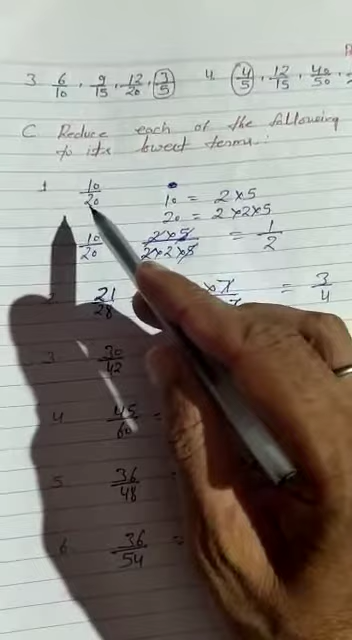 3 6/10, 9/15, 12/20, 3/5 4 4/5, 12/15, 40/50,
C Reduce each of the following
to its lowest terms:
1 10/20 10 = 2×5
20 = 2×2×5
10/20 2×5/2×2×5 = 1/2
21/28 ×7 = 3/4
3 30/42
4 45/60 =
5 36/48
6 36/54 =